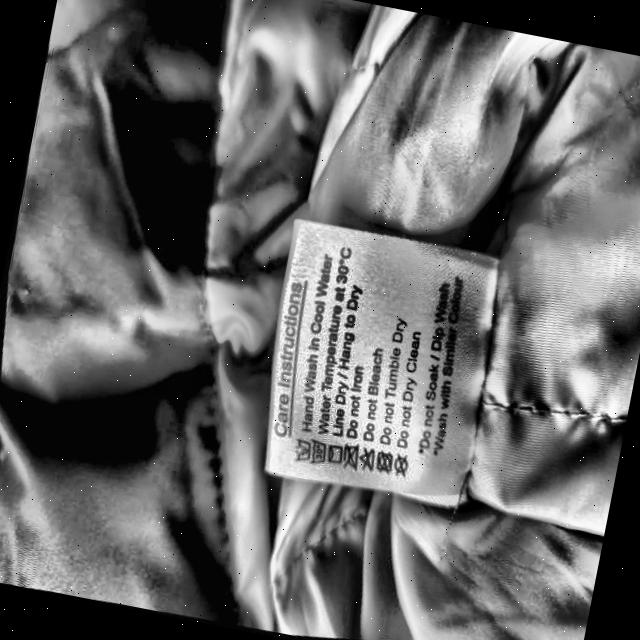 Care Instructions
Hand Wash in Cool Water
Water Temperature at 30°C
Line Dry / Hang to Dry
Do not Iron
Do not Bleach
Do not Tumble Dry
Do not Dry Clean
*Do not Soak / Dip Wash
*Wash with Similar Colour